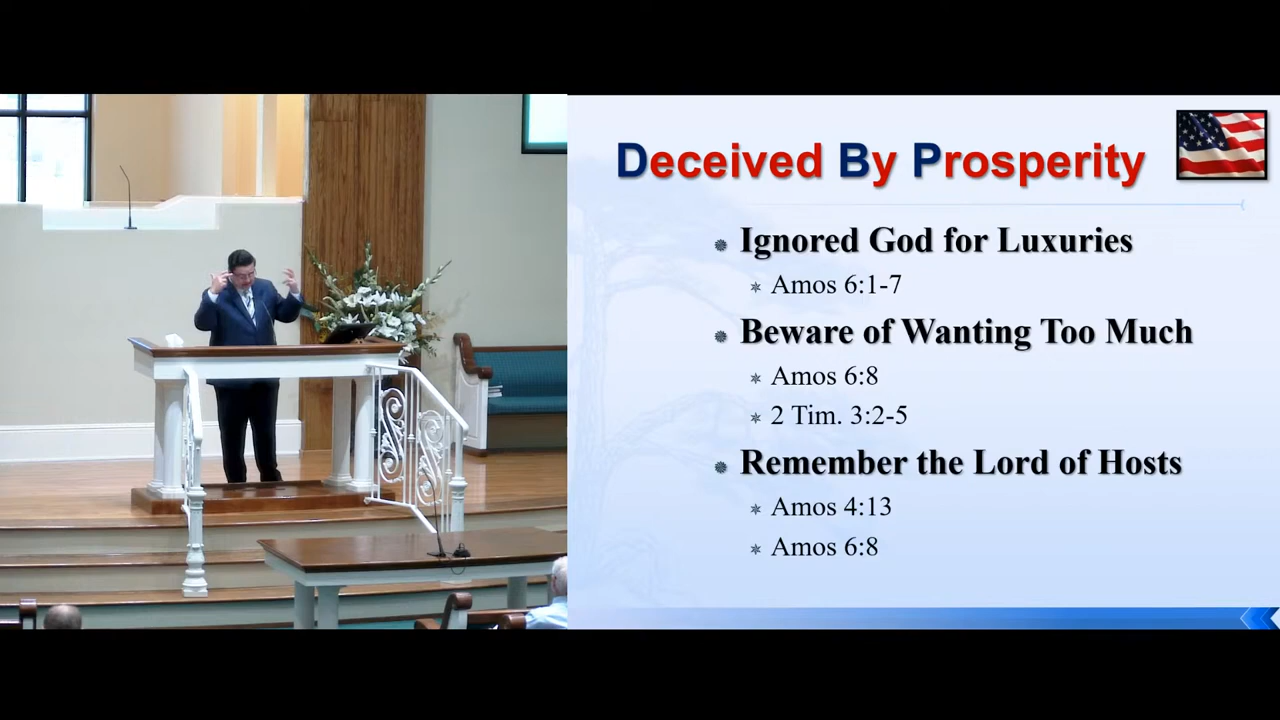 Deceived By Prosperity
Ignored God for Luxuries
Amos 6:1-7
Beware of Wanting Too Much
Amos 6:8
2 Tim. 3:2-5
Remember the Lord of Hosts
Amos 4:13
Amos 6:8